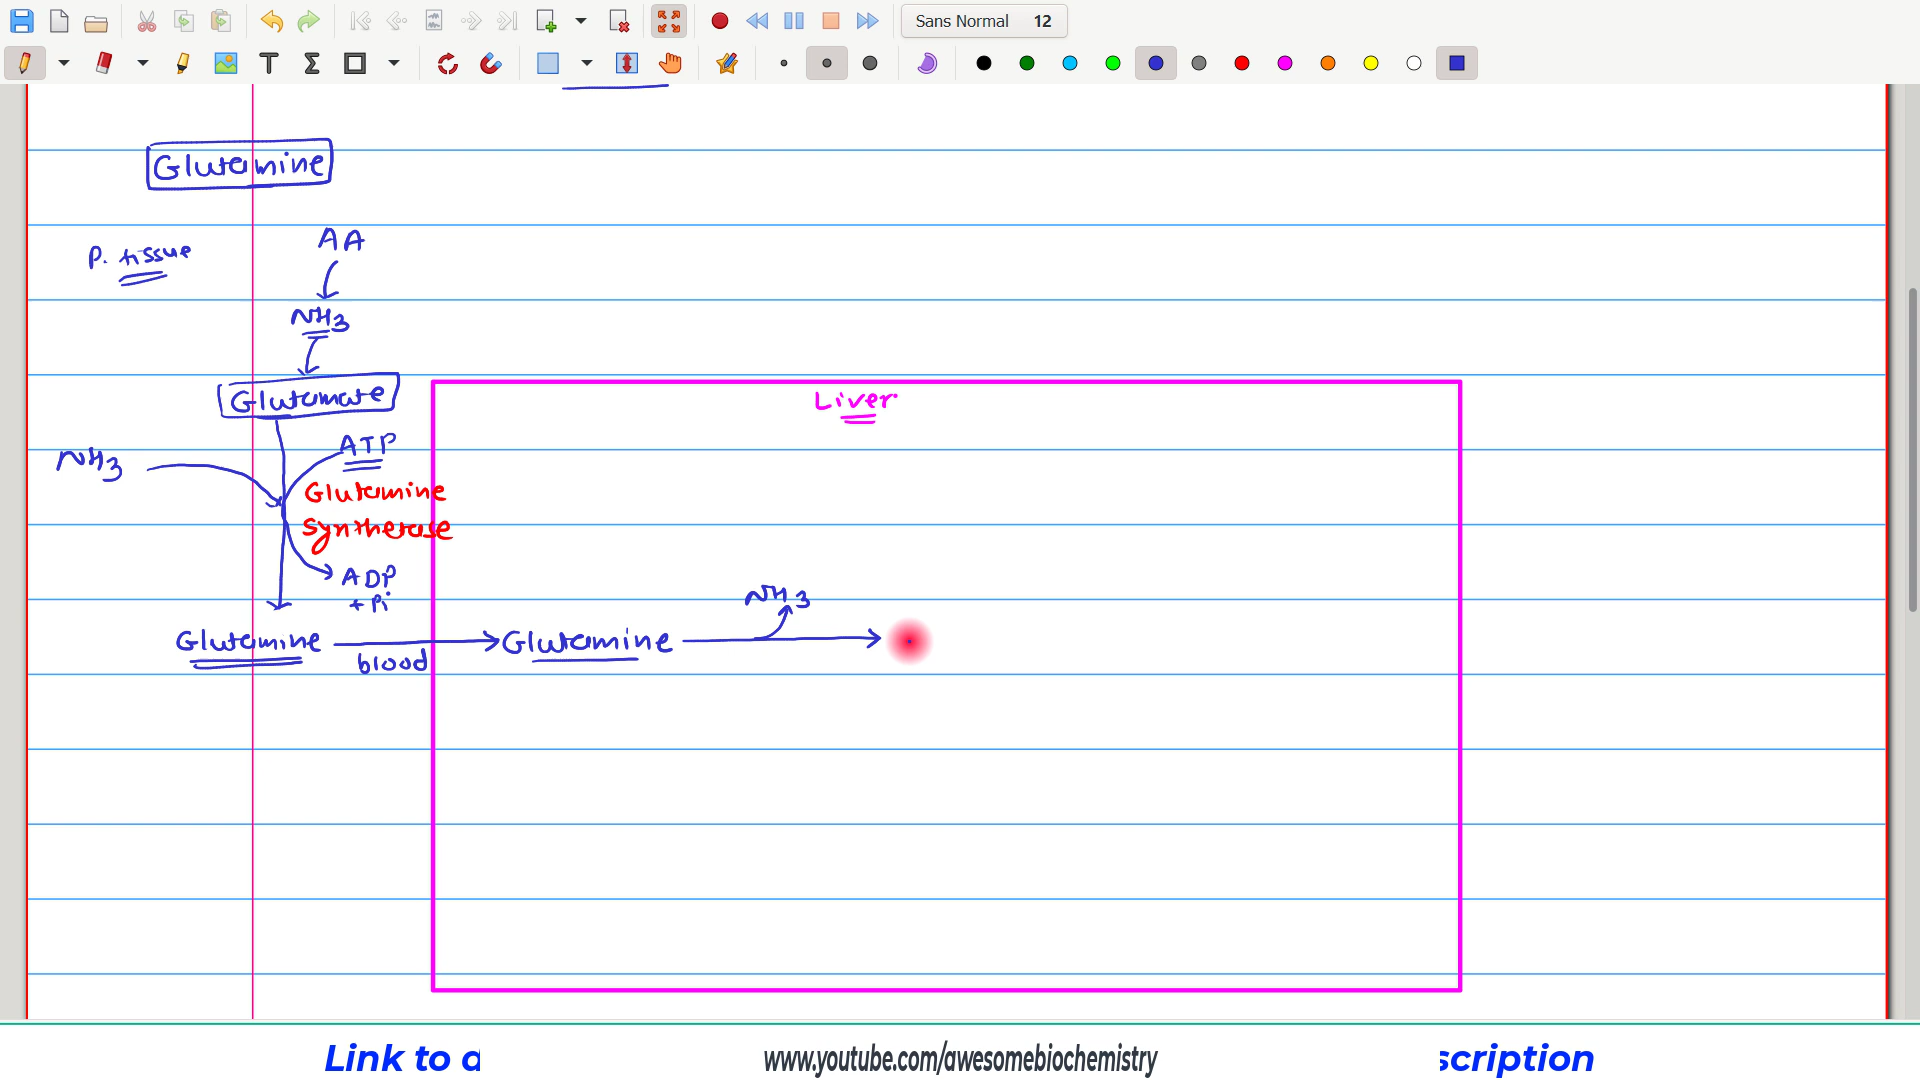 Sans Normal 12
Glutamine
P. tissue
AA
NH3
Glutamate
Liver
NH3
ATP
Glutamine
synthetase
ADP
+ Pi
NH3
Glutamine
blood
Glutamine
Link to a
www.youtube.com/awesomebiochemistry
scription